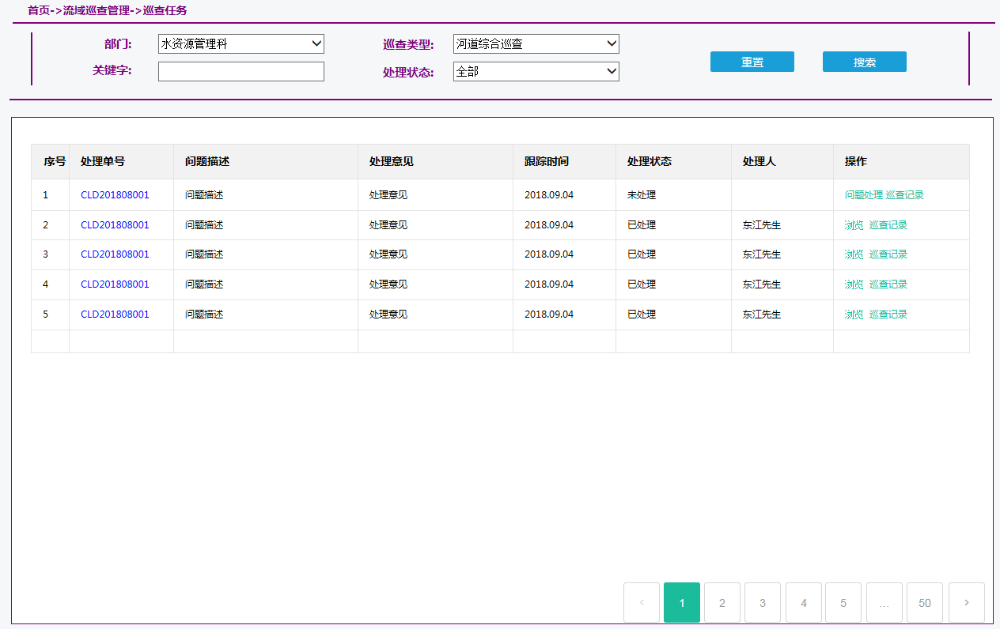 首页->流域巡查管理->巡查任务
部门: 水资源管理科 巡查类型: 河道综合巡查
关键字: 处理状态: 全部 重置 搜索
序号 处理单号 问题描述 处理意见 跟踪时间 处理状态 处理人 操作
1 CLD201808001 问题描述 处理意见 2018.09.04 未处理 问题处理 巡查记录
2 CLD201808001 问题描述 处理意见 2018.09.04 已处理 东江先生 浏览 巡查记录
3 CLD201808001 问题描述 处理意见 2018.09.04 已处理 东江先生 浏览 巡查记录
4 CLD201808001 问题描述 处理意见 2018.09.04 已处理 东江先生 浏览 巡查记录
5 CLD201808001 问题描述 处理意见 2018.09.04 已处理 东江先生 浏览 巡查记录
< 1 2 3 4 5 ... 50 >